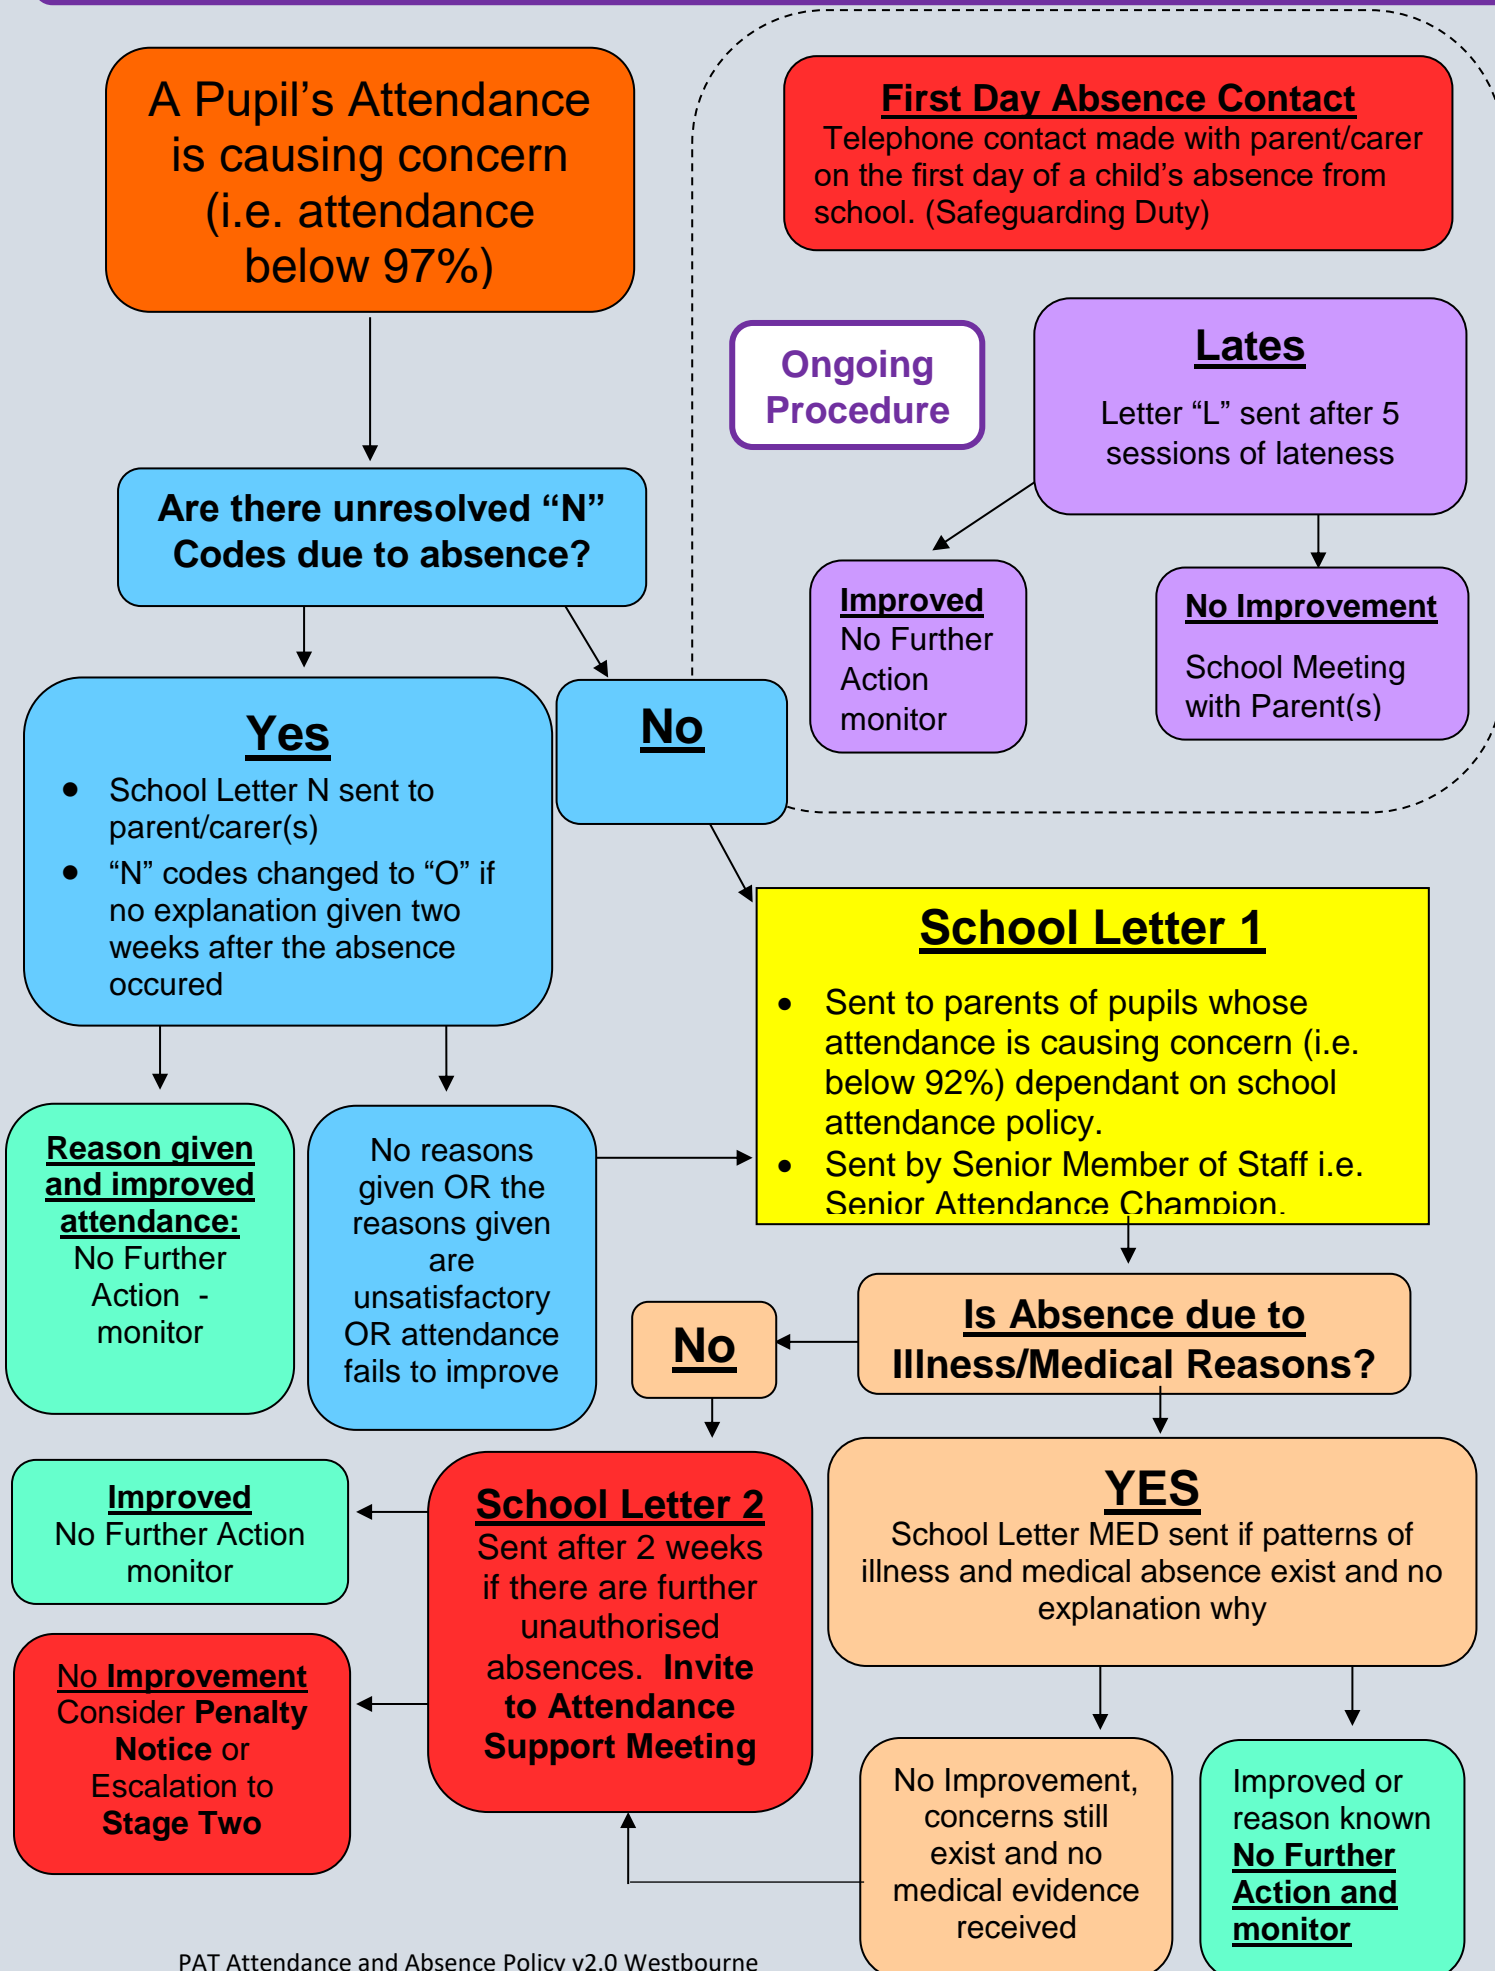 A Pupil's Attendance
is causing concern
(i.e. attendance
below 97%)
First Day Absence Contact
Telephone contact made with parent/carer
on the first day of a child's absence from
school. (Safeguarding Duty)
Ongoing
Procedure
Lates
Letter “L” sent after 5
sessions of lateness
Improved
No Further
Action
monitor
No Improvement
School Meeting
with Parent(s)
Are there unresolved “N”
Codes due to absence?
Yes
• School Letter N sent to
parent/carer(s)
• “N” codes changed to “O” if
no explanation given two
weeks after the absence
occured
No
School Letter 1
• Sent to parents of pupils whose
attendance is causing concern (i.e.
below 92%) dependant on school
attendance policy.
• Sent by Senior Member of Staff i.e.
Senior Attendance Champion.
Reason given
and improved
attendance:
No Further
Action -
monitor
No reasons
given OR the
reasons given
are
unsatisfactory
OR attendance
fails to improve
Is Absence due to
Illness/Medical Reasons?
No
YES
School Letter MED sent if patterns of
illness and medical absence exist and no
explanation why
School Letter 2
Sent after 2 weeks
if there are further
unauthorised
absences. Invite
to Attendance
Support Meeting
Improved
No Further Action
monitor
No Improvement
Consider Penalty
Notice or
Escalation to
Stage Two
No Improvement,
concerns still
exist and no
medical evidence
received
Improved or
reason known
No Further
Action and
monitor
PAT Attendance and Absence Policy v2.0 Westbourne